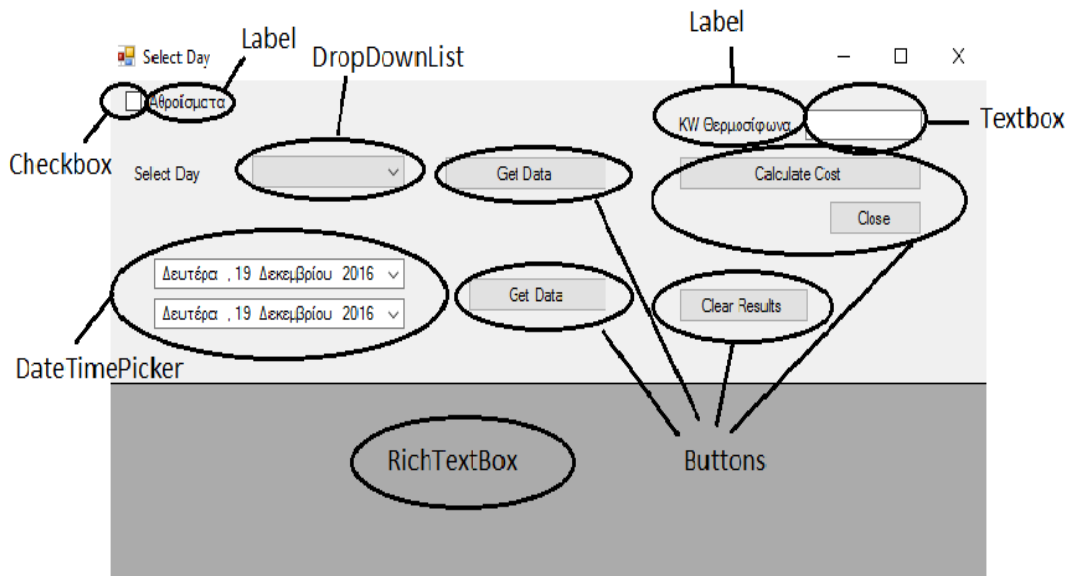 Label
Label
DropDownList
Select Day
Αθροίσματα
KW Θερμοσίφωνα
Textbox
Checkbox
Select Day
Get Data
Calculate Cost
Close
Δευτέρα , 19 Δεκεμβρίου 2016
Get Data
Clear Results
Δευτέρα , 19 Δεκεμβρίου 2016
DateTimePicker
RichTextBox
Buttons